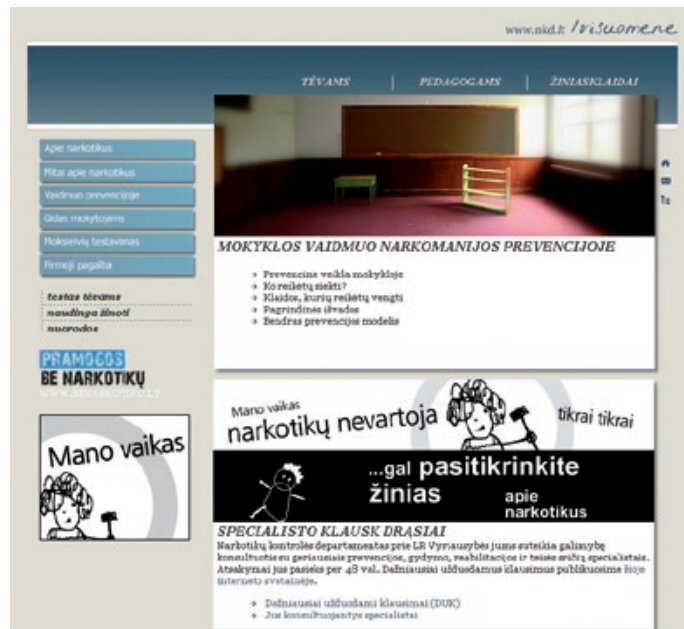 www.nkd.lt /visuomene
TĖVAMS | PEDAGOGAMS | ŽINIASKLAIDAI
Apie narkotikus
Mitai apie narkotikus
Vaidmuo prevencijoje
Gidas mokytojams
Moksleivių testavimas
Pirmoji pagalba
testas tėvams
naudinga žinoti
nuorodos
PRAMOGOS
BE NARKOTIKŲ
WWW.BENARKOTIKU.LT
Mano vaikas
MOKYKLOS VAIDMUO NARKOMANIJOS PREVENCIJOJE
Prevencinė veikla mokykloje
Ko reikėtų siekti?
Klaidos, kurių reikėtų vengti
Pagrindinės išvados
Bendras prevencijos modelis
Mano vaikas
narkotikų nevartoja
tikrai tikrai
...gal pasitikrinkite
žinias
apie
narkotikus
SPECIALISTO KLAUSK DRĄSIAI
Narkotikų kontrolės departamentas prie LR Vyriausybės jums suteikia galimybę
konsultuotis su geriausiais prevencijos, gydymo, reabilitacijos ir teisės sričių specialistais.
Atsakymai jus pasieks per 48 val. Dažniausiai užduodamus klausimus publikuosime šioje
interneto svetainėje.
Dažniausiai užduodami klausimai (DUK)
Jus konsultuojantys specialistai